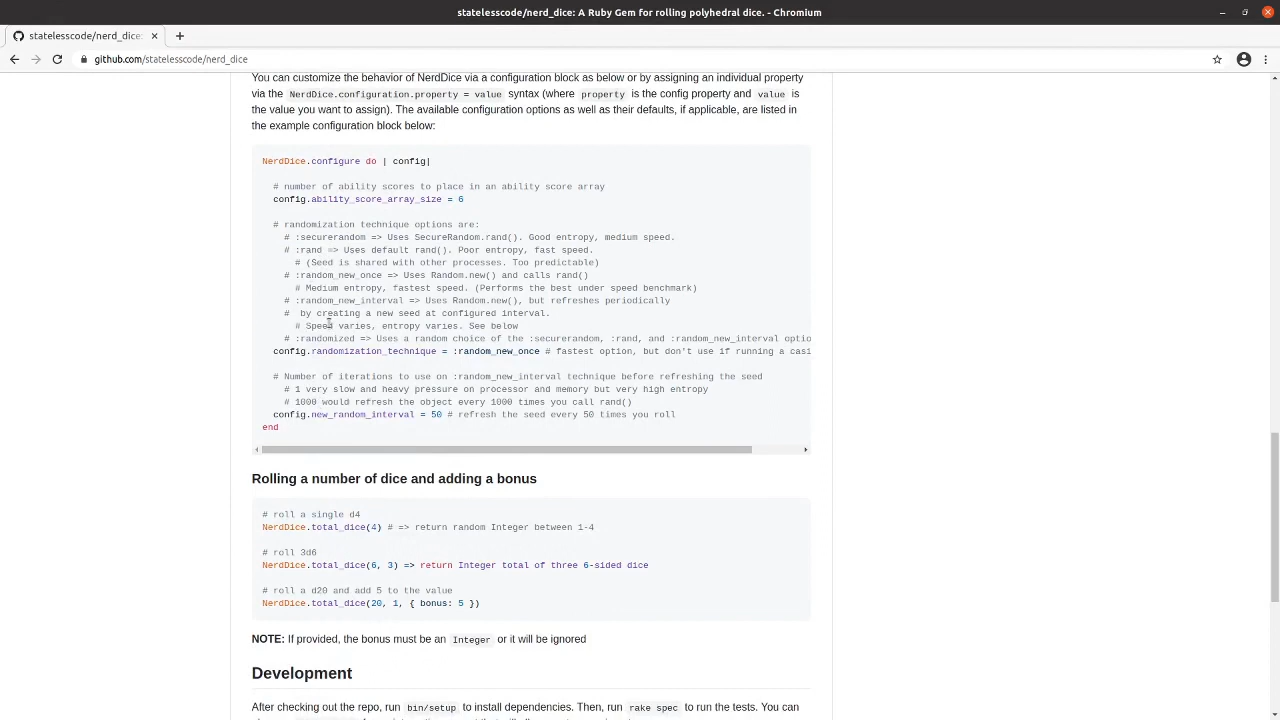 statelesscode/nerd_dice: A Ruby Gem for rolling polyhedral dice. - Chromium
statelesscode/nerd_dice:
github.com/statelesscode/nerd_dice
You can customize the behavior of NerdDice via a configuration block as below or by assigning an individual property
via the NerdDice.configuration.property = value syntax (where property is the config property and value is
the value you want to assign). The available configuration options as well as their defaults, if applicable, are listed in
the example configuration block below:
NerdDice.configure do | config|
# number of ability scores to place in an ability score array
config.ability_score_array_size = 6
# randomization technique options are:
# :securerandom => Uses SecureRandom.rand(). Good entropy, medium speed.
# :rand => Uses default rand(). Poor entropy, fast speed.
# (Seed is shared with other processes. Too predictable)
# :random_new_once => Uses Random.new() and calls rand()
# Medium entropy, fastest speed. (Performs the best under speed benchmark)
# :random_new_interval => Uses Random.new(), but refreshes periodically
# by creating a new seed at configured interval.
# Speed varies, entropy varies. See below
# :randomized => Uses a random choice of the :securerandom, :rand, and :random_new_interval optio
config.randomization_technique = :random_new_once # fastest option, but don't use if running a casi
# Number of iterations to use on :random_new_interval technique before refreshing the seed
# 1 very slow and heavy pressure on processor and memory but very high entropy
# 1000 would refresh the object every 1000 times you call rand()
config.new_random_interval = 50 # refresh the seed every 50 times you roll
end
Rolling a number of dice and adding a bonus
# roll a single d4
NerdDice.total_dice(4) # => return random Integer between 1-4
# roll 3d6
NerdDice.total_dice(6, 3) => return Integer total of three 6-sided dice
# roll a d20 and add 5 to the value
NerdDice.total_dice(20, 1, { bonus: 5 })
NOTE: If provided, the bonus must be an Integer or it will be ignored
Development
After checking out the repo, run bin/setup to install dependencies. Then, run rake spec to run the tests. You can